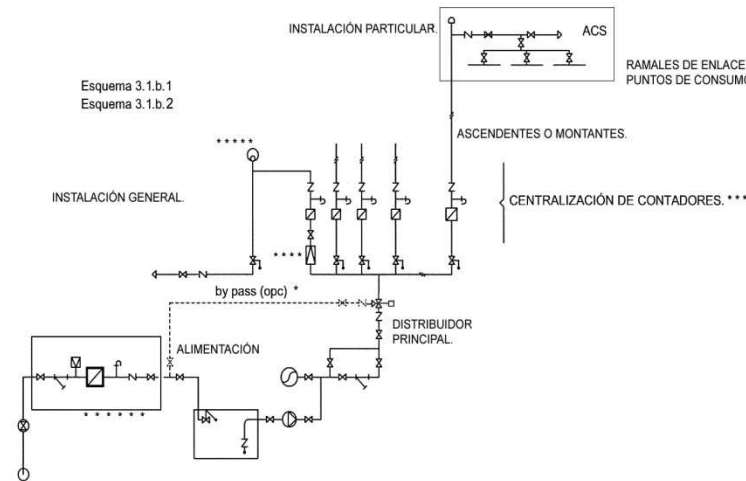 INSTALACIÓN PARTICULAR.
ACS
RAMALES DE ENLACE
PUNTOS DE CONSUMO
Esquema 3.1.b.1
Esquema 3.1.b.2
ASCENDENTES O MONTANTES.
* * * * *
INSTALACIÓN GENERAL.
CENTRALIZACIÓN DE CONTADORES. * * *
* * * *
by pass (opc) *
DISTRIBUIDOR
PRINCIPAL.
ALIMENTACIÓN
* * * * * *